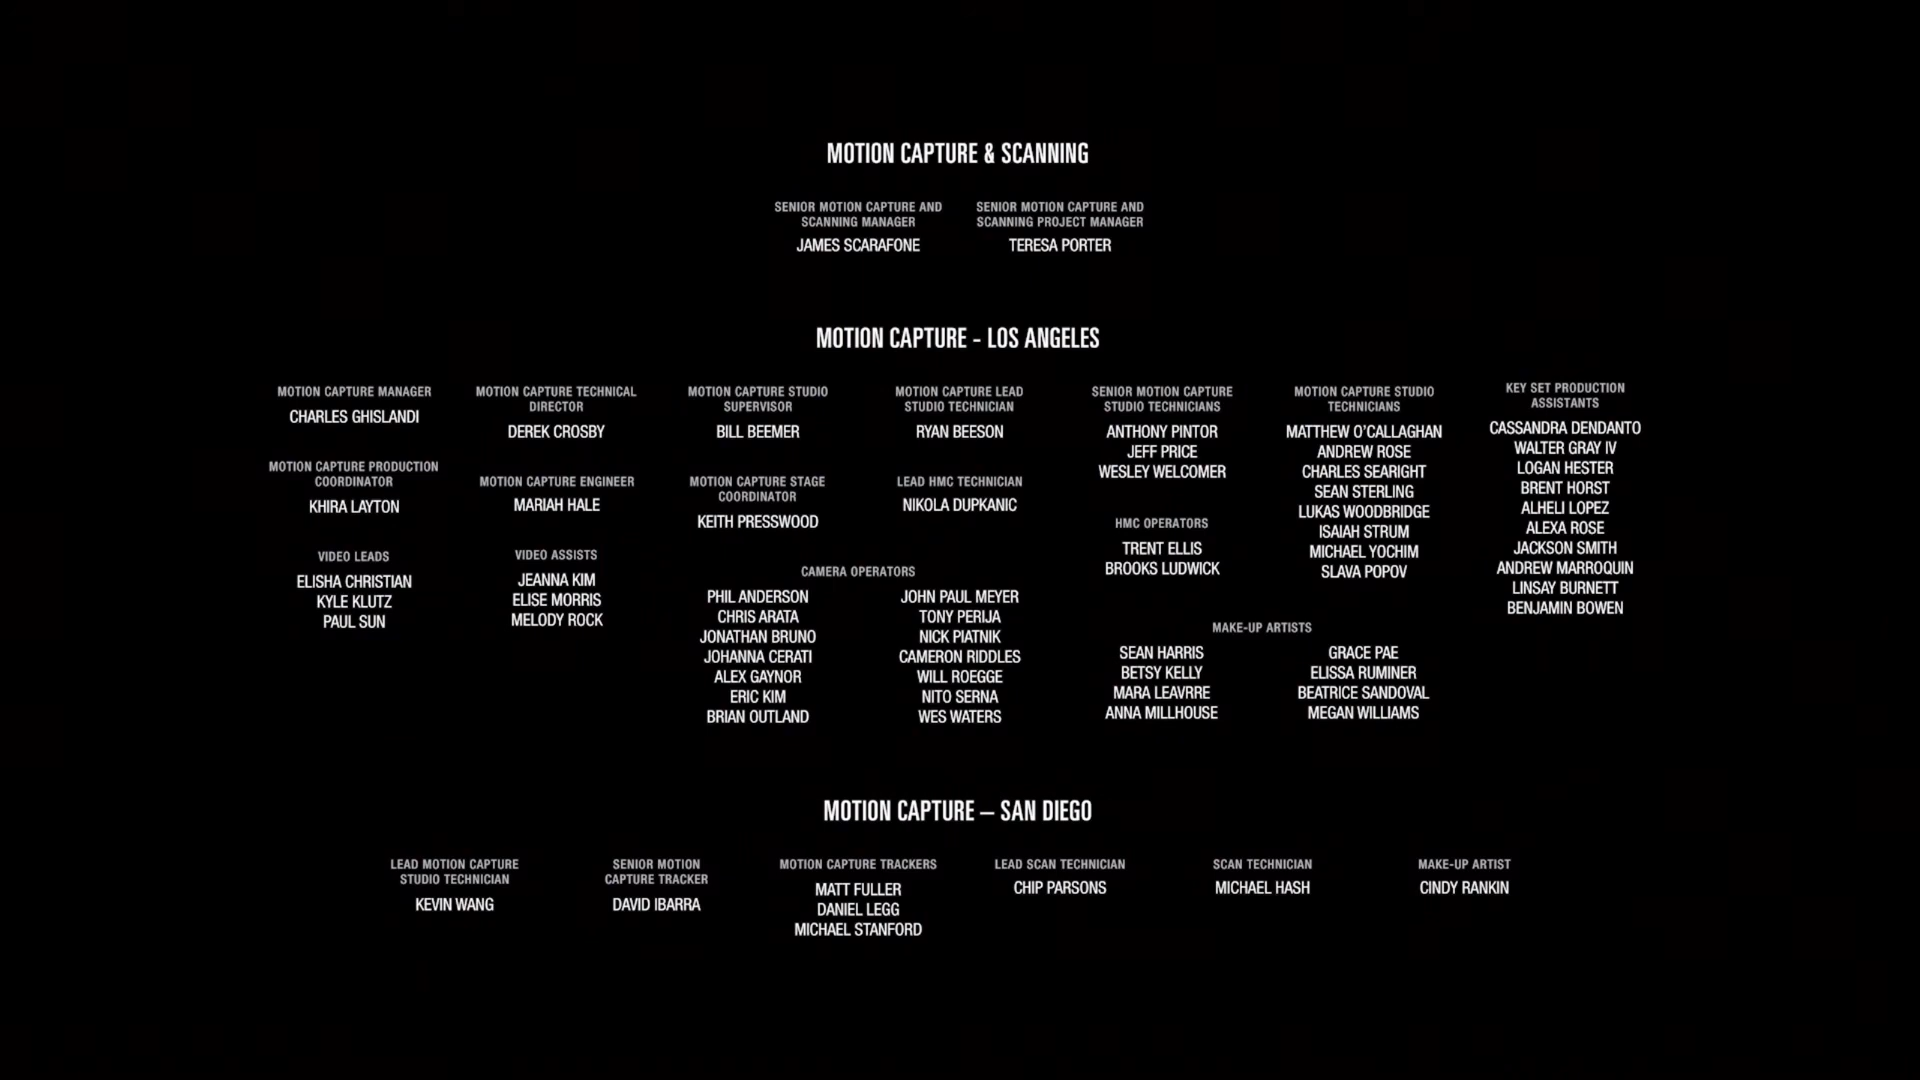 MOTION CAPTURE & SCANNING
SENIOR MOTION CAPTURE AND
SCANNING MANAGER
JAMES SCARAFONE
SENIOR MOTION CAPTURE AND
SCANNING PROJECT MANAGER
TERESA PORTER
MOTION CAPTURE - LOS ANGELES
MOTION CAPTURE MANAGER
CHARLES GHISLANDI
MOTION CAPTURE PRODUCTION
COORDINATOR
KHIRA LAYTON
VIDEO LEADS
ELISHA CHRISTIAN
KYLE KLUTZ
PAUL SUN
MOTION CAPTURE TECHNICAL
DIRECTOR
DEREK CROSBY
MOTION CAPTURE ENGINEER
MARIAH HALE
VIDEO ASSISTS
JEANNA KIM
ELISE MORRIS
MELODY ROCK
MOTION CAPTURE STUDIO
SUPERVISOR
BILL BEEMER
MOTION CAPTURE STAGE
COORDINATOR
KEITH PRESSWOOD
MOTION CAPTURE LEAD
STUDIO TECHNICIAN
RYAN BEESON
LEAD HMC TECHNICIAN
NIKOLA DUPKANIC
CAMERA OPERATORS
PHIL ANDERSON
CHRIS ARATA
JONATHAN BRUNO
JOHANNA CERATI
ALEX GAYNOR
ERIC KIM
BRIAN OUTLAND
JOHN PAUL MEYER
TONY PERIJA
NICK PIATNIK
CAMERON RIDDLES
WILL ROEGGE
NITO SERNA
WES WATERS
SENIOR MOTION CAPTURE
STUDIO TECHNICIANS
ANTHONY PINTOR
JEFF PRICE
WESLEY WELCOMER
HMC OPERATORS
TRENT ELLIS
BROOKS LUDWICK
MOTION CAPTURE STUDIO
TECHNICIANS
MATTHEW O'CALLAGHAN
ANDREW ROSE
CHARLES SEARIGHT
SEAN STERLING
LUKAS WOODBRIDGE
ISAIAH STRUM
MICHAEL YOCHIM
SLAVA POPOV
MAKE-UP ARTISTS
SEAN HARRIS
BETSY KELLY
MARA LEAVRRE
ANNA MILLHOUSE
GRACE PAE
ELISSA RUMINER
BEATRICE SANDOVAL
MEGAN WILLIAMS
KEY SET PRODUCTION
ASSISTANTS
CASSANDRA DENDANTO
WALTER GRAY IV
LOGAN HESTER
BRENT HORST
ALHELI LOPEZ
ALEXA ROSE
JACKSON SMITH
ANDREW MARROQUIN
LINSAY BURNETT
BENJAMIN BOWEN
MOTION CAPTURE – SAN DIEGO
LEAD MOTION CAPTURE
STUDIO TECHNICIAN
KEVIN WANG
SENIOR MOTION
CAPTURE TRACKER
DAVID IBARRA
MOTION CAPTURE TRACKERS
MATT FULLER
DANIEL LEGG
MICHAEL STANFORD
LEAD SCAN TECHNICIAN
CHIP PARSONS
SCAN TECHNICIAN
MICHAEL HASH
MAKE-UP ARTIST
CINDY RANKIN